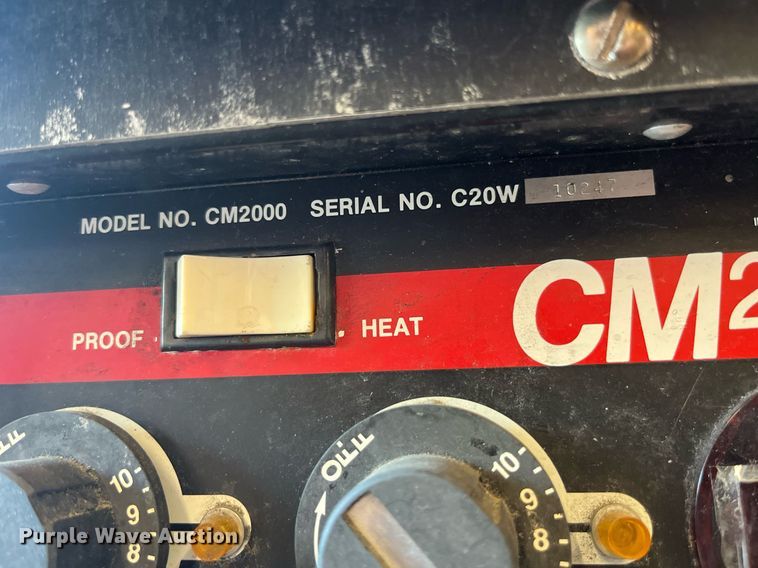 MODEL NO. CM2000 SERIAL NO. C20W 10247
PROOF
HEAT
CM2
OFF
10
9
8
OFF
10
9
8
Purple Wave Auction